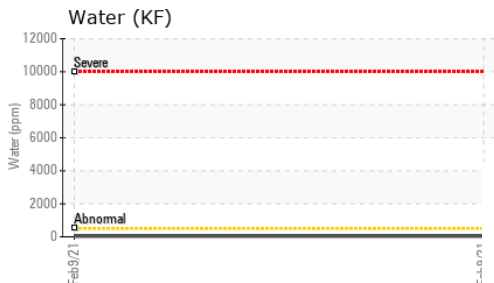 Water (KF)
12000
Severe
10000
8000
6000
4000
2000
Abnormal
0
Water (ppm)
Feb9/21
Feb9/21